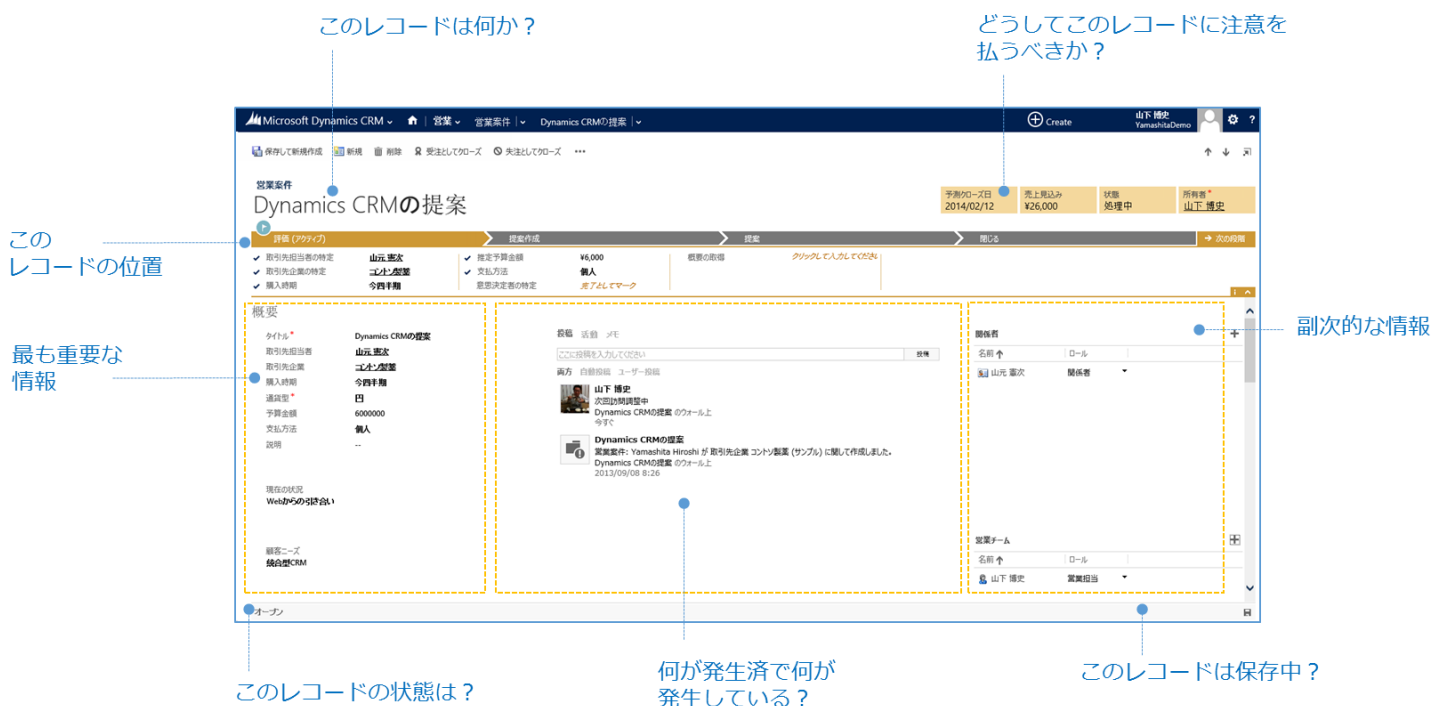 このレコードは何か？
どうしてこのレコードに注意を
払うべきか？
Microsoft Dynamics CRM
営業
営業案件
Dynamics CRMの提案
Create
山下 博史
YamashitaDemo
?
保存して新規作成
新規
削除
受注としてクローズ
失注としてクローズ
•••
営業案件
Dynamics CRMの提案
予測クローズ日
2014/02/12
売上見込み
¥26,000
状態
処理中
所有者*
山下 博史
この
レコードの位置
評価 (アクティブ)
提案作成
提案
閉じる
→ 次の段階
✓ 取引先担当者の特定 山元 憲次
✓ 取引先企業の特定 コントソ製薬
✓ 購入時期 今四半期
✓ 推定予算金額 ¥6,000
✓ 支払方法 個人
意思決定者の特定 完了としてマーク
概要の取得 クリックして入力してくださ
最も重要な
情報
概要
タイトル* Dynamics CRMの提案
取引先担当者 山元 憲次
取引先企業 コントソ製薬
購入時期 今四半期
通貨型* 円
予算金額 6000000
支払方法 個人
説明 --
現在の状況
Webからの引き合い
顧客ニーズ
統合型CRM
投稿 活動 メモ
ここに投稿を入力してください 投稿
両方 自動投稿 ユーザー投稿
山下 博史
次回訪問調整中
Dynamics CRMの提案 のウォール上
今すぐ
Dynamics CRMの提案
営業案件: Yamashita Hiroshi が 取引先企業 コントソ製薬 (サンプル) に関して作成しました。
Dynamics CRMの提案 のウォール上
2013/09/08 8:26
副次的な情報
関係者
名前 ↑ ロール
山元 憲次 関係者
営業チーム
名前 ↑ ロール
山下 博史 営業担当
オープン
このレコードの状態は？
何が発生済で何が
発生している？
このレコードは保存中？